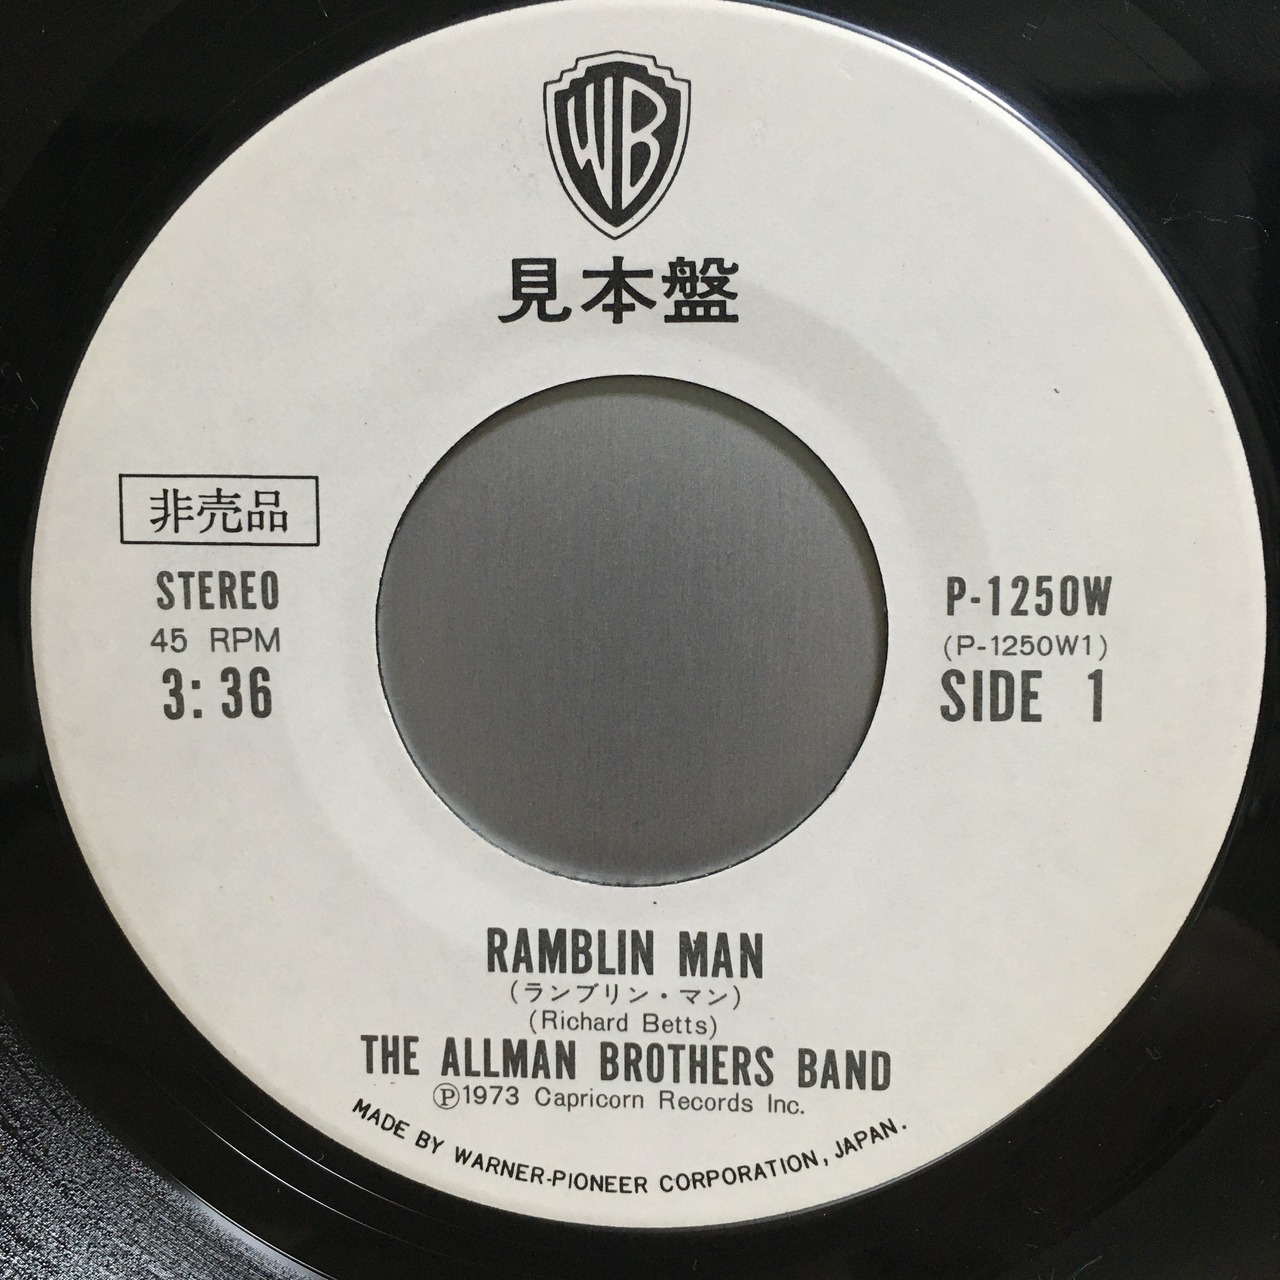 WB
見本盤
非売品
STEREO
45 RPM
3:36
P-1250W
(P-1250W1)
SIDE 1
RAMBLIN MAN
(ランブリン・マン)
(Richard Betts)
THE ALLMAN BROTHERS BAND
Ⓟ1973 Capricorn Records Inc.
MADE BY WARNER-PIONEER CORPORATION, JAPAN.